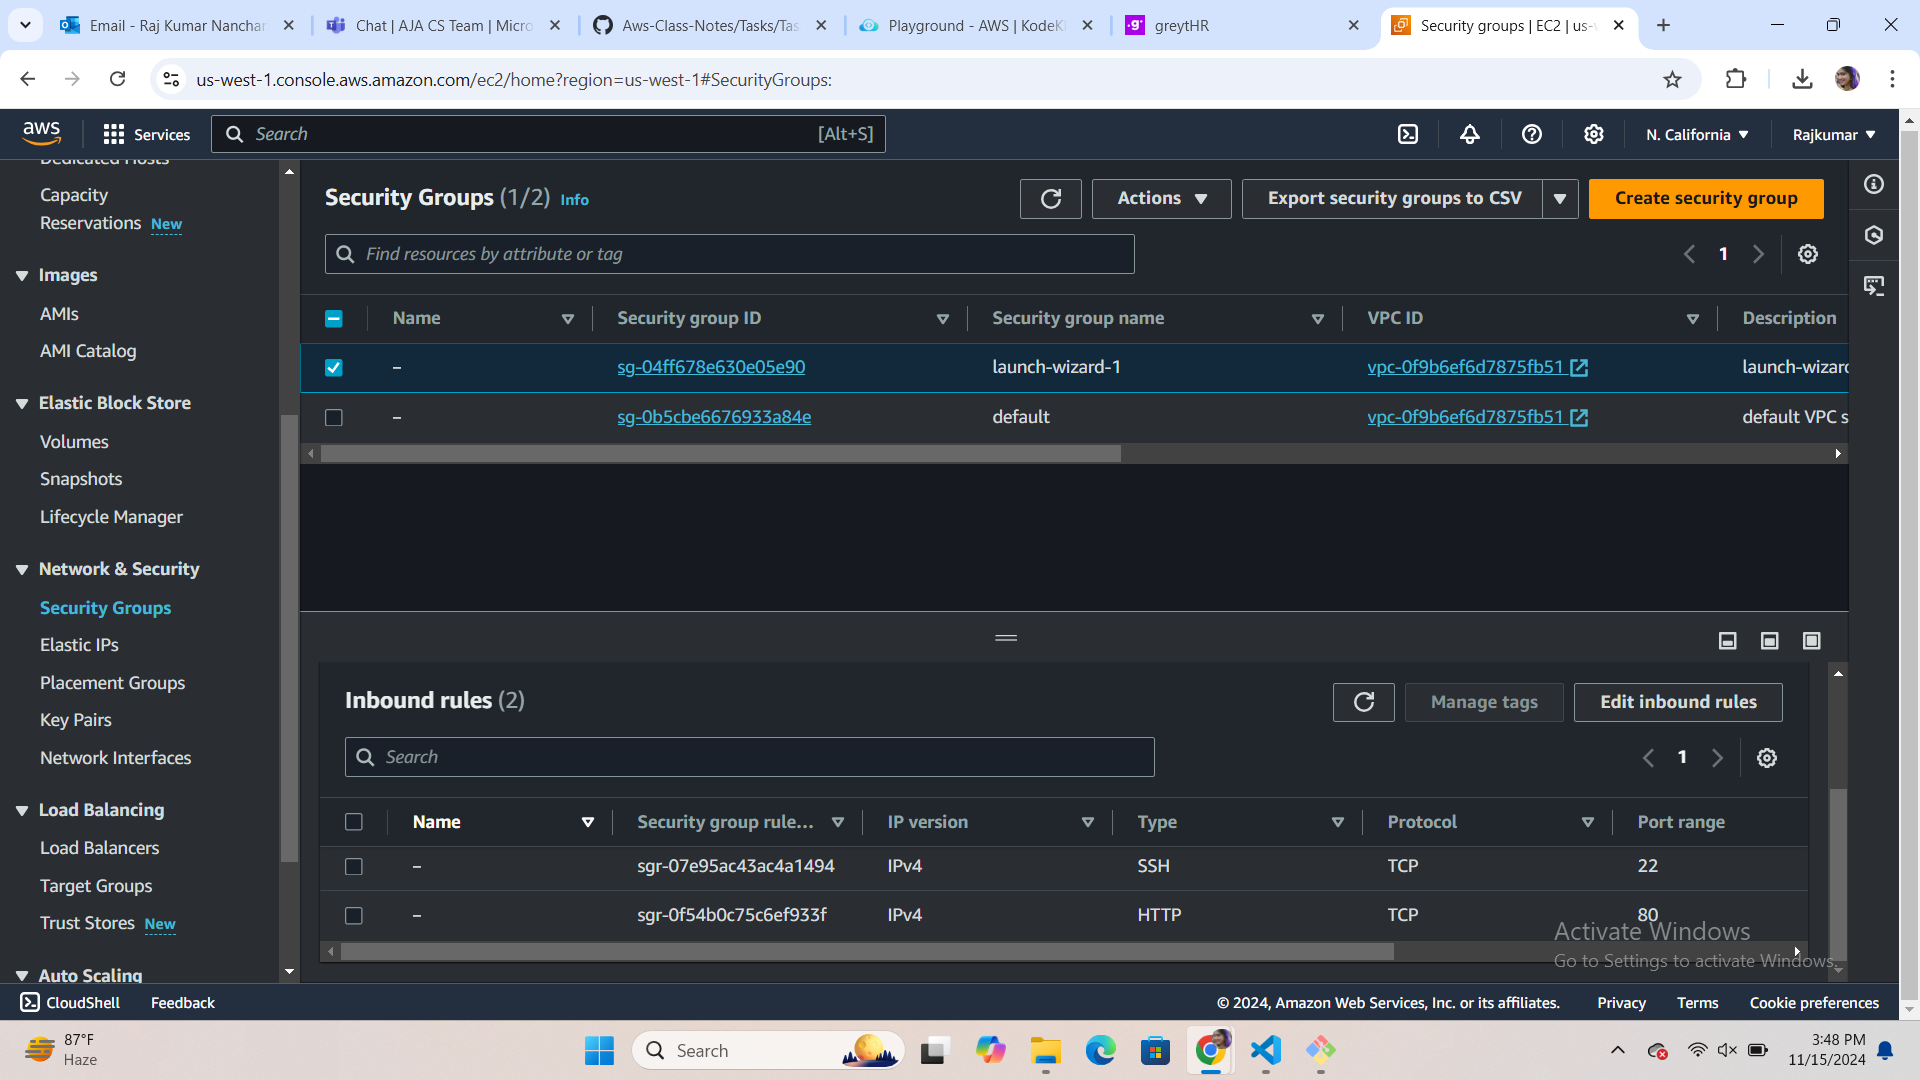 Email - Raj Kumar Nanchar
Chat | AJA CS Team | Micro
Aws-Class-Notes/Tasks/Tas
Playground - AWS | KodeKl
greytHR
Security groups | EC2 | us-w
us-west-1.console.aws.amazon.com/ec2/home?region=us-west-1#SecurityGroups:
aws
Services
Search
[Alt+S]
N. California
Rajkumar
Dedicated Hosts
Capacity
Reservations New
Images
AMIs
AMI Catalog
Elastic Block Store
Volumes
Snapshots
Lifecycle Manager
Network & Security
Security Groups
Elastic IPs
Placement Groups
Key Pairs
Network Interfaces
Load Balancing
Load Balancers
Target Groups
Trust Stores New
Auto Scaling
Security Groups (1/2) Info
Actions
Export security groups to CSV
Create security group
Find resources by attribute or tag
1
Name Security group ID Security group name VPC ID Description
– sg-04ff678e630e05e90 launch-wizard-1 vpc-0f9b6ef6d7875fb51 launch-wizard
– sg-0b5cbe6676933a84e default vpc-0f9b6ef6d7875fb51 default VPC s
Inbound rules (2)
Manage tags
Edit inbound rules
Search
1
Name Security group rule... IP version Type Protocol Port range
– sgr-07e95ac43ac4a1494 IPv4 SSH TCP 22
– sgr-0f54b0c75c6ef933f IPv4 HTTP TCP 80
Activate Windows
Go to Settings to activate Windows.
CloudShell
Feedback
© 2024, Amazon Web Services, Inc. or its affiliates.
Privacy
Terms
Cookie preferences
87°F
Haze
Search
3:48 PM
11/15/2024